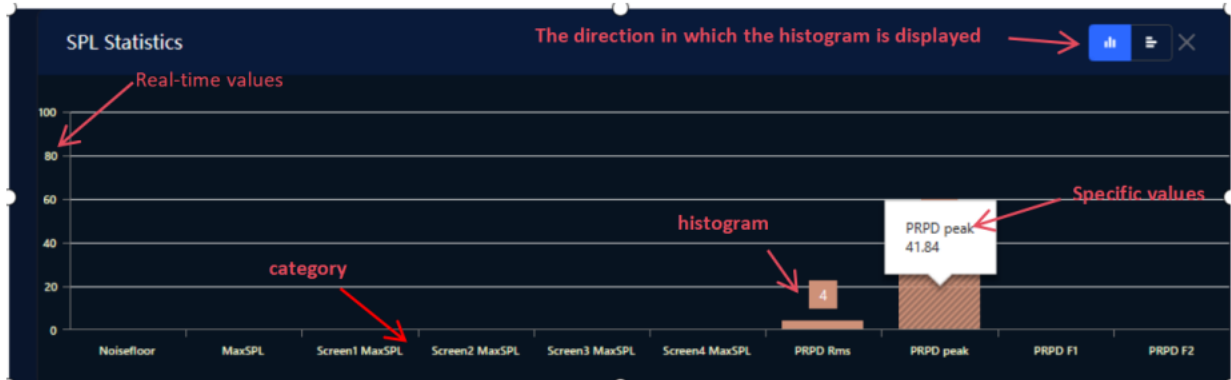 SPL Statistics
The direction in which the histogram is displayed
Real-time values
100
80
60
40
20
0
Specific values
PRPD peak
41.84
histogram
category
4
Noisefloor
MaxSPL
Screen1 MaxSPL
Screen2 MaxSPL
Screen3 MaxSPL
Screen4 MaxSPL
PRPD Rms
PRPD peak
PRPD F1
PRPD F2